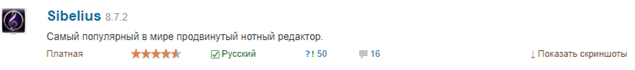 Sibelius 8.7.2
Самый популярный в мире продвинутый нотный редактор.
Платная Русский ?! 50 16 ↓ Показать скриншоты